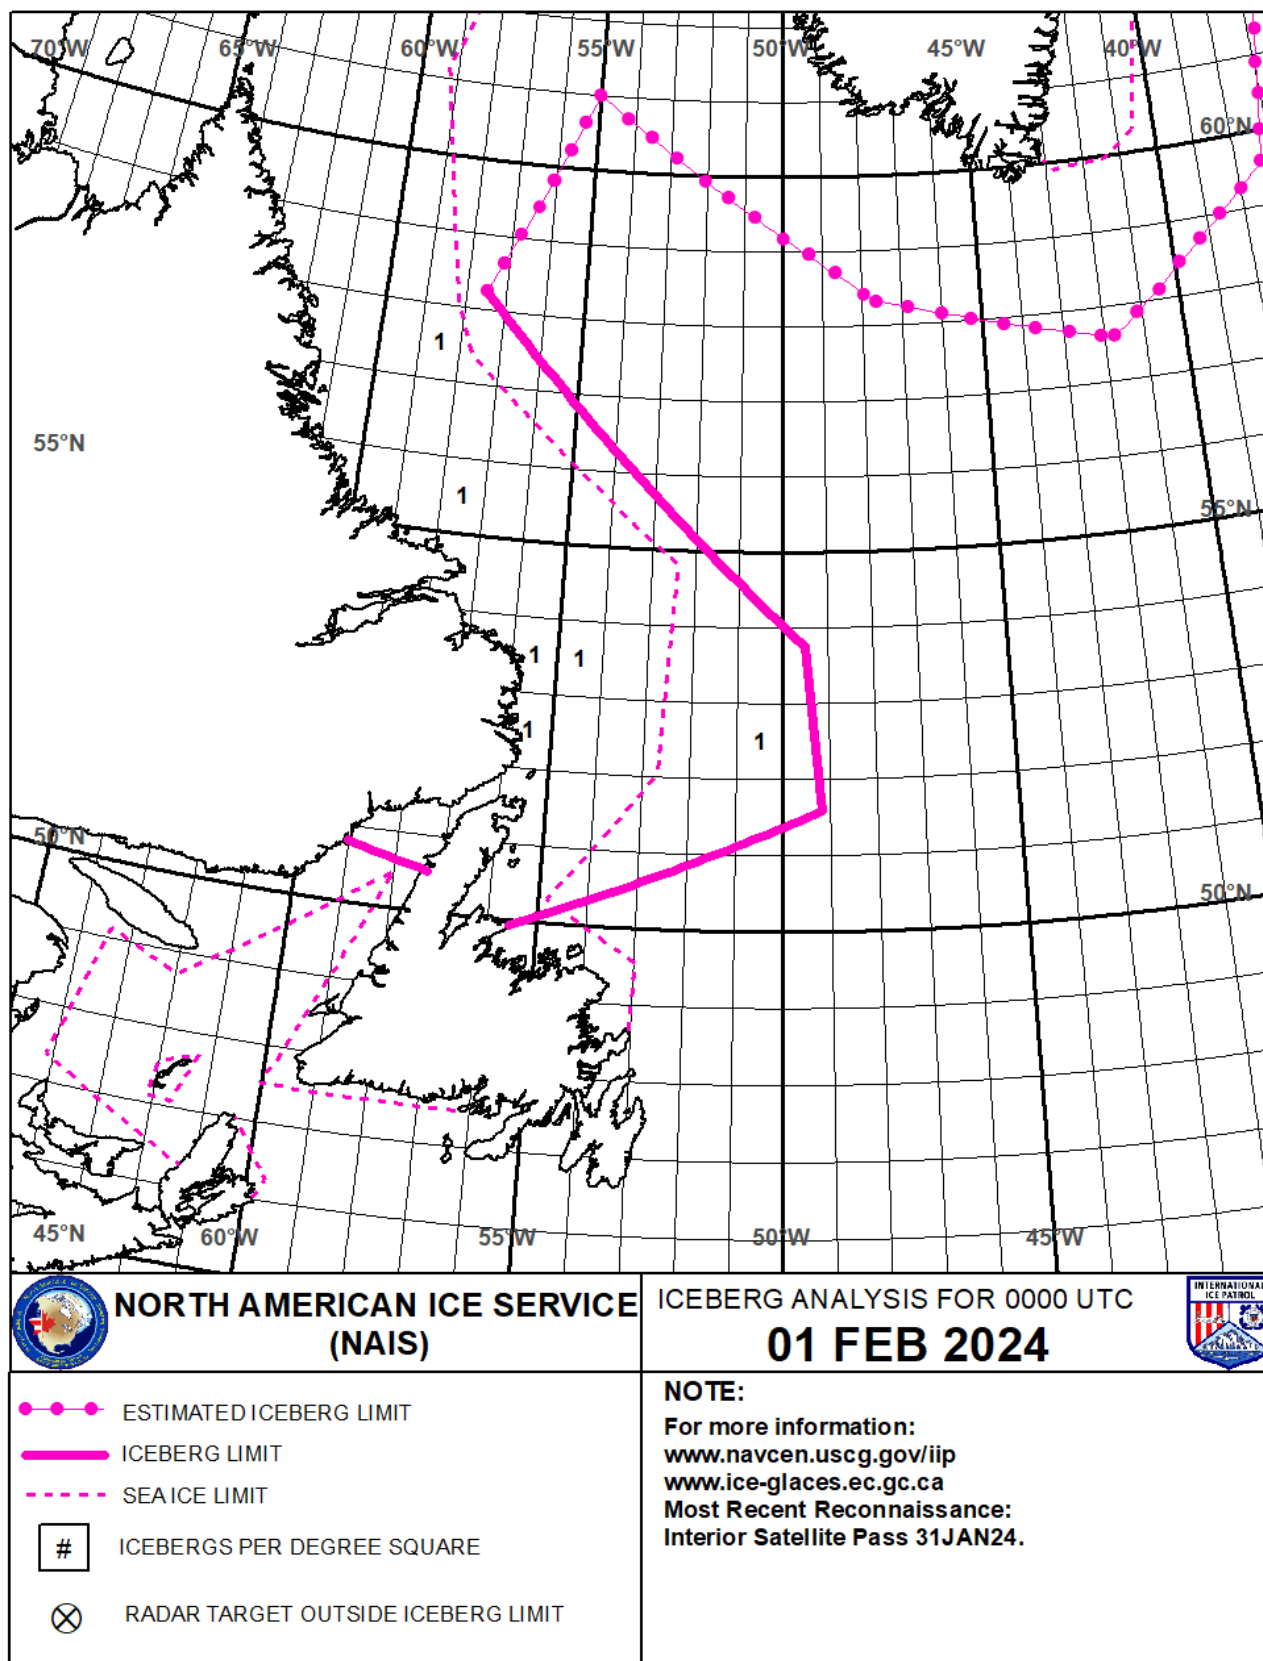 70°W 65°W 60°W 55°W 50°W 45°W 40°W
60°N
1
55°N
1
55°N
1 1
1 1
50°N
50°N
45°N 60°W 55°W 50°W 45°W
NORTH AMERICAN ICE SERVICE
(NAIS)
ICEBERG ANALYSIS FOR 0000 UTC
01 FEB 2024
INTERNATIONAL
ICE PATROL
ESTIMATED ICEBERG LIMIT
ICEBERG LIMIT
SEA ICE LIMIT
# ICEBERGS PER DEGREE SQUARE
RADAR TARGET OUTSIDE ICEBERG LIMIT
NOTE:
For more information:
www.navcen.uscg.gov/iip
www.ice-glaces.ec.gc.ca
Most Recent Reconnaissance:
Interior Satellite Pass 31JAN24.